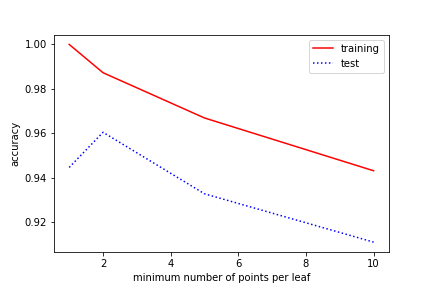 1.00
0.98
0.96
0.94
0.92
accuracy
training
test
2
4
6
8
10
minimum number of points per leaf